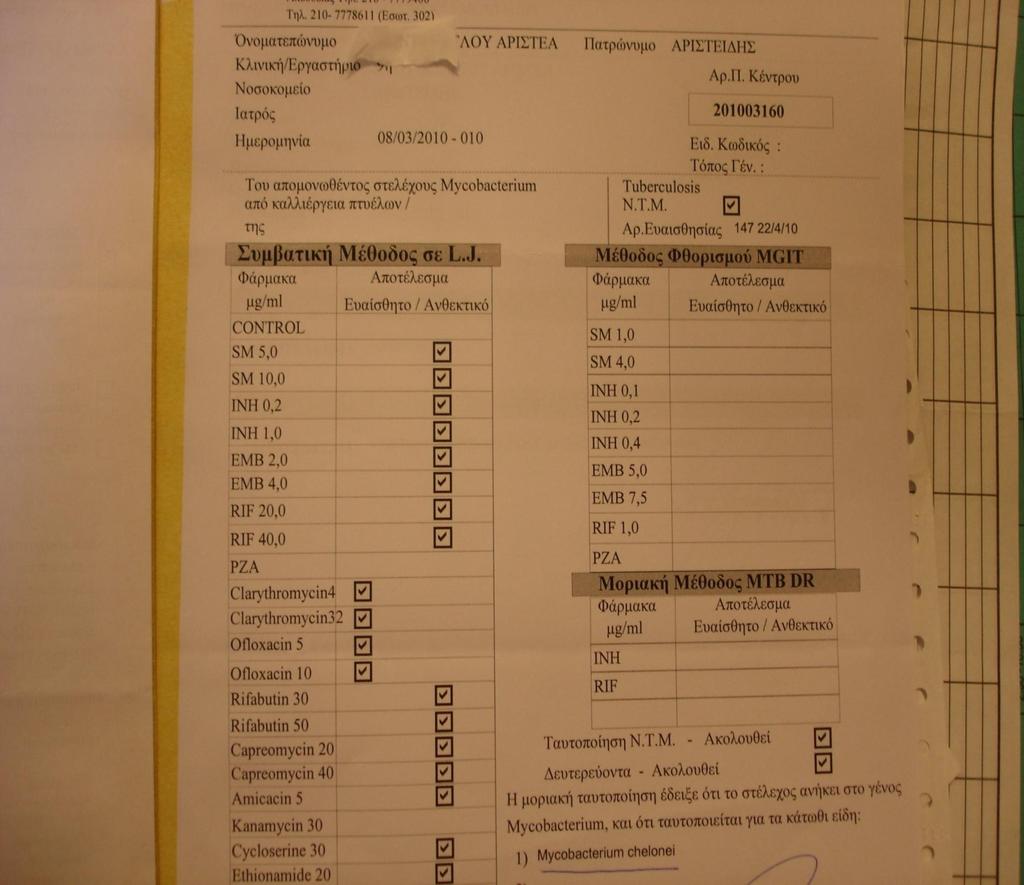 Τηλ. 210- 7778611 (Εσωτ. 302)
Όνοματεπώνυμο ΛΟΥ ΑΡΙΣΤΕΑ Πατρώνυμο ΑΡΙΣΤΕΙΔΗΣ
Κλινική/Εργαστήριο
Νοσοκομείο
Ιατρός
Ημερομηνία 08/03/2010 - 010
Αρ.Π. Κέντρου
201003160
Ειδ. Κωδικός :
Τόπος Γέν. :
Του απομονωθέντος στελέχους Mycobacterium
από καλλιέργεια πτυέλων /
της
Tuberculosis
N.T.M. ☑
Αρ.Ευαισθησίας 147 22/4/10
Συμβατική Μέθοδος σε L.J.
Φάρμακα Αποτέλεσμα
μg/ml Ευαίσθητο / Ανθεκτικό
CONTROL
SM 5,0 ☑
SM 10,0 ☑
INH 0,2 ☑
INH 1,0 ☑
EMB 2,0 ☑
EMB 4,0 ☑
RIF 20,0 ☑
RIF 40,0 ☑
PZA
Clarythromycin4 ☑
Clarythromycin32 ☑
Ofloxacin 5 ☑
Ofloxacin 10 ☑
Rifabutin 30 ☑
Rifabutin 50 ☑
Capreomycin 20 ☑
Capreomycin 40 ☑
Amicacin 5 ☑
Kanamycin 30
Cycloserine 30 ☑
Ethionamide 20 ☑
Μέθοδος Φθορισμού MGIT
Φάρμακα Αποτέλεσμα
μg/ml Ευαίσθητο / Ανθεκτικό
SM 1,0
SM 4,0
INH 0,1
INH 0,2
INH 0,4
EMB 5,0
EMB 7,5
RIF 1,0
PZA
Μοριακή Μέθοδος MTB DR
Φάρμακα Αποτέλεσμα
μg/ml Ευαίσθητο / Ανθεκτικό
INH
RIF
Ταυτοποίηση N.T.M. - Ακολουθεί ☑
Δευτερεύοντα - Ακολουθεί ☑
Η μοριακή ταυτοποίηση έδειξε ότι το στέλεχος ανήκει στο γένος
Mycobacterium, και ότι ταυτοποιείται για τα κάτωθι είδη:
1) Mycobacterium chelonei